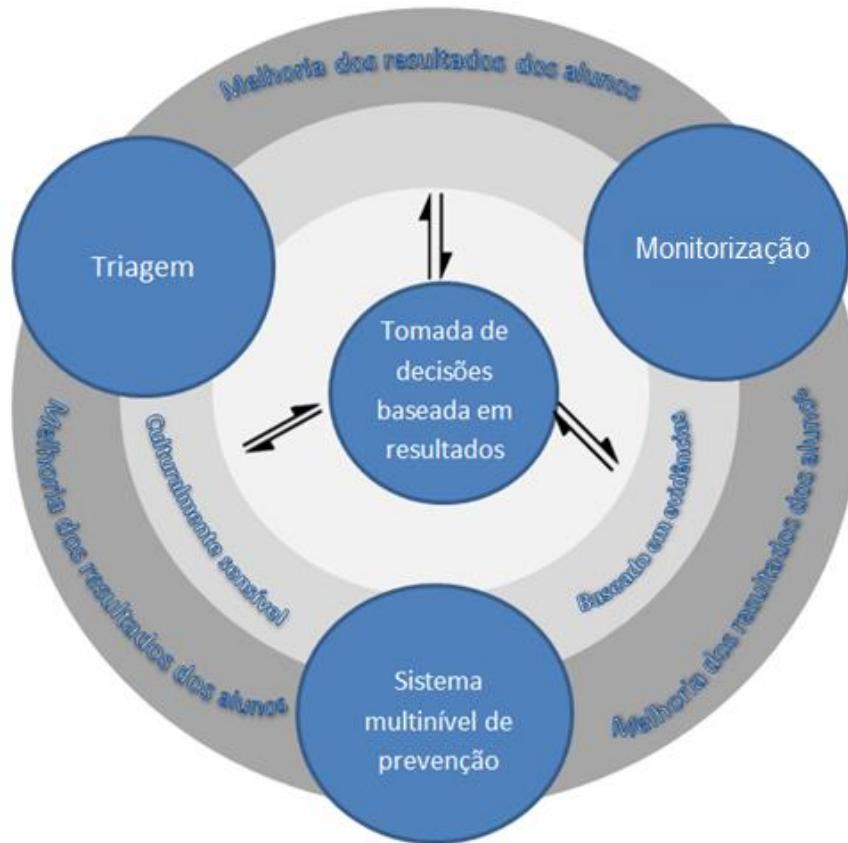 Melhoria dos resultados dos alunos
Triagem
Monitorização
Tomada de
decisões
baseada em
resultados
Melhoria dos resultados dos alunos
Culturalmente sensível
Baseado em evidências
Melhoria dos resultados dos alunos
Sistema
multinível de
prevenção